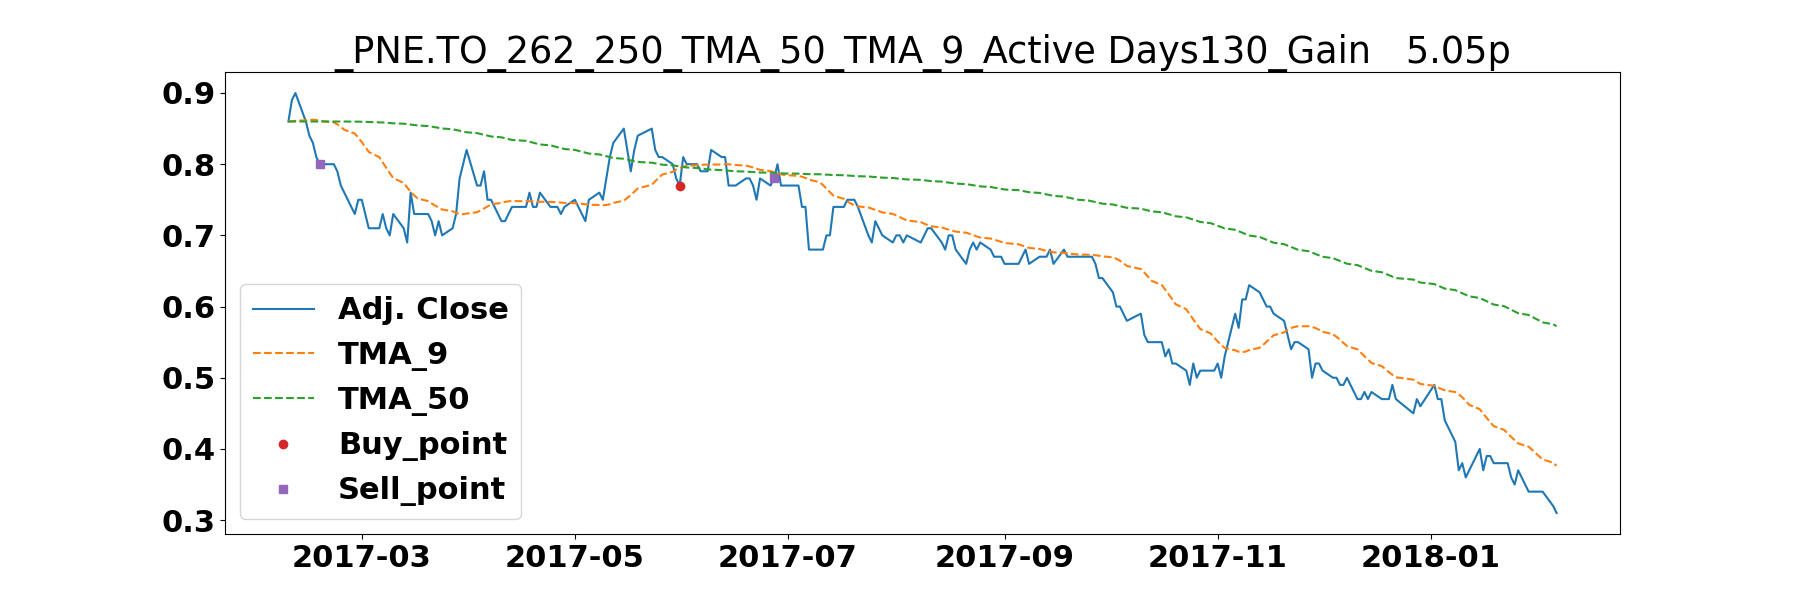 _PNE.TO_262_250_TMA_50_TMA_9_Active Days130_Gain   5.05p
0.9
0.8
0.7
0.6
0.5
0.4
0.3
Adj. Close
TMA_9
TMA_50
Buy_point
Sell_point
2017-03 2017-05 2017-07 2017-09 2017-11 2018-01